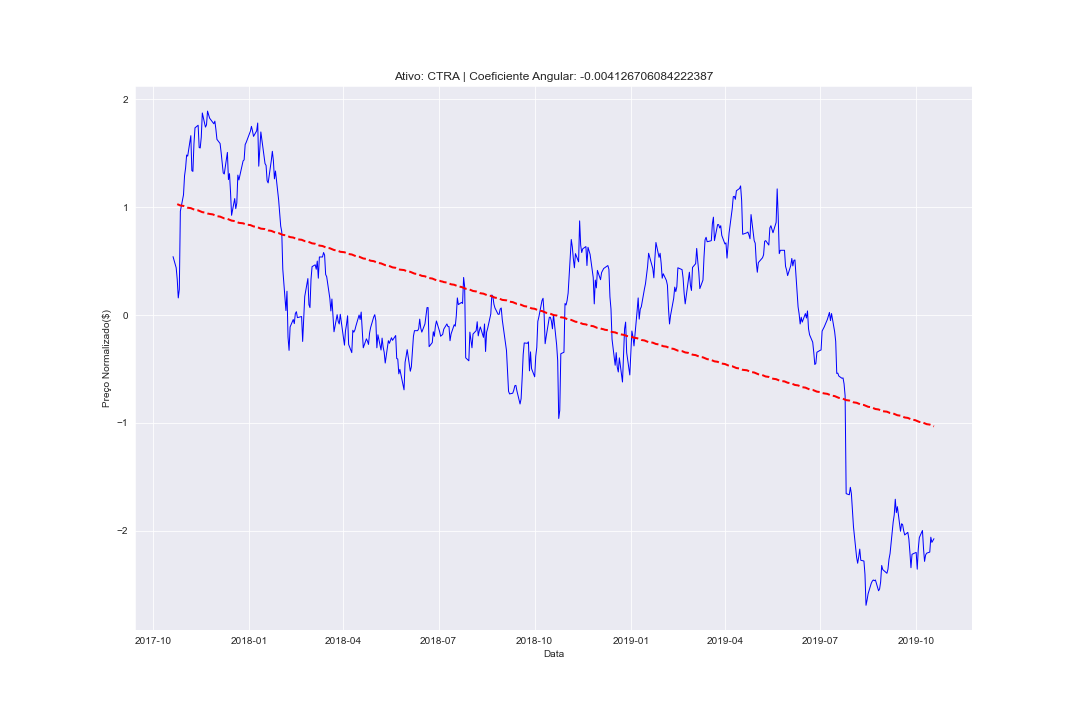 Ativo: CTRA | Coeficiente Angular: -0.004126706084222387
Preço Normalizado($)
2
1
0
−1
−2
2017-10 2018-01 2018-04 2018-07 2018-10 2019-01 2019-04 2019-07 2019-10
Data